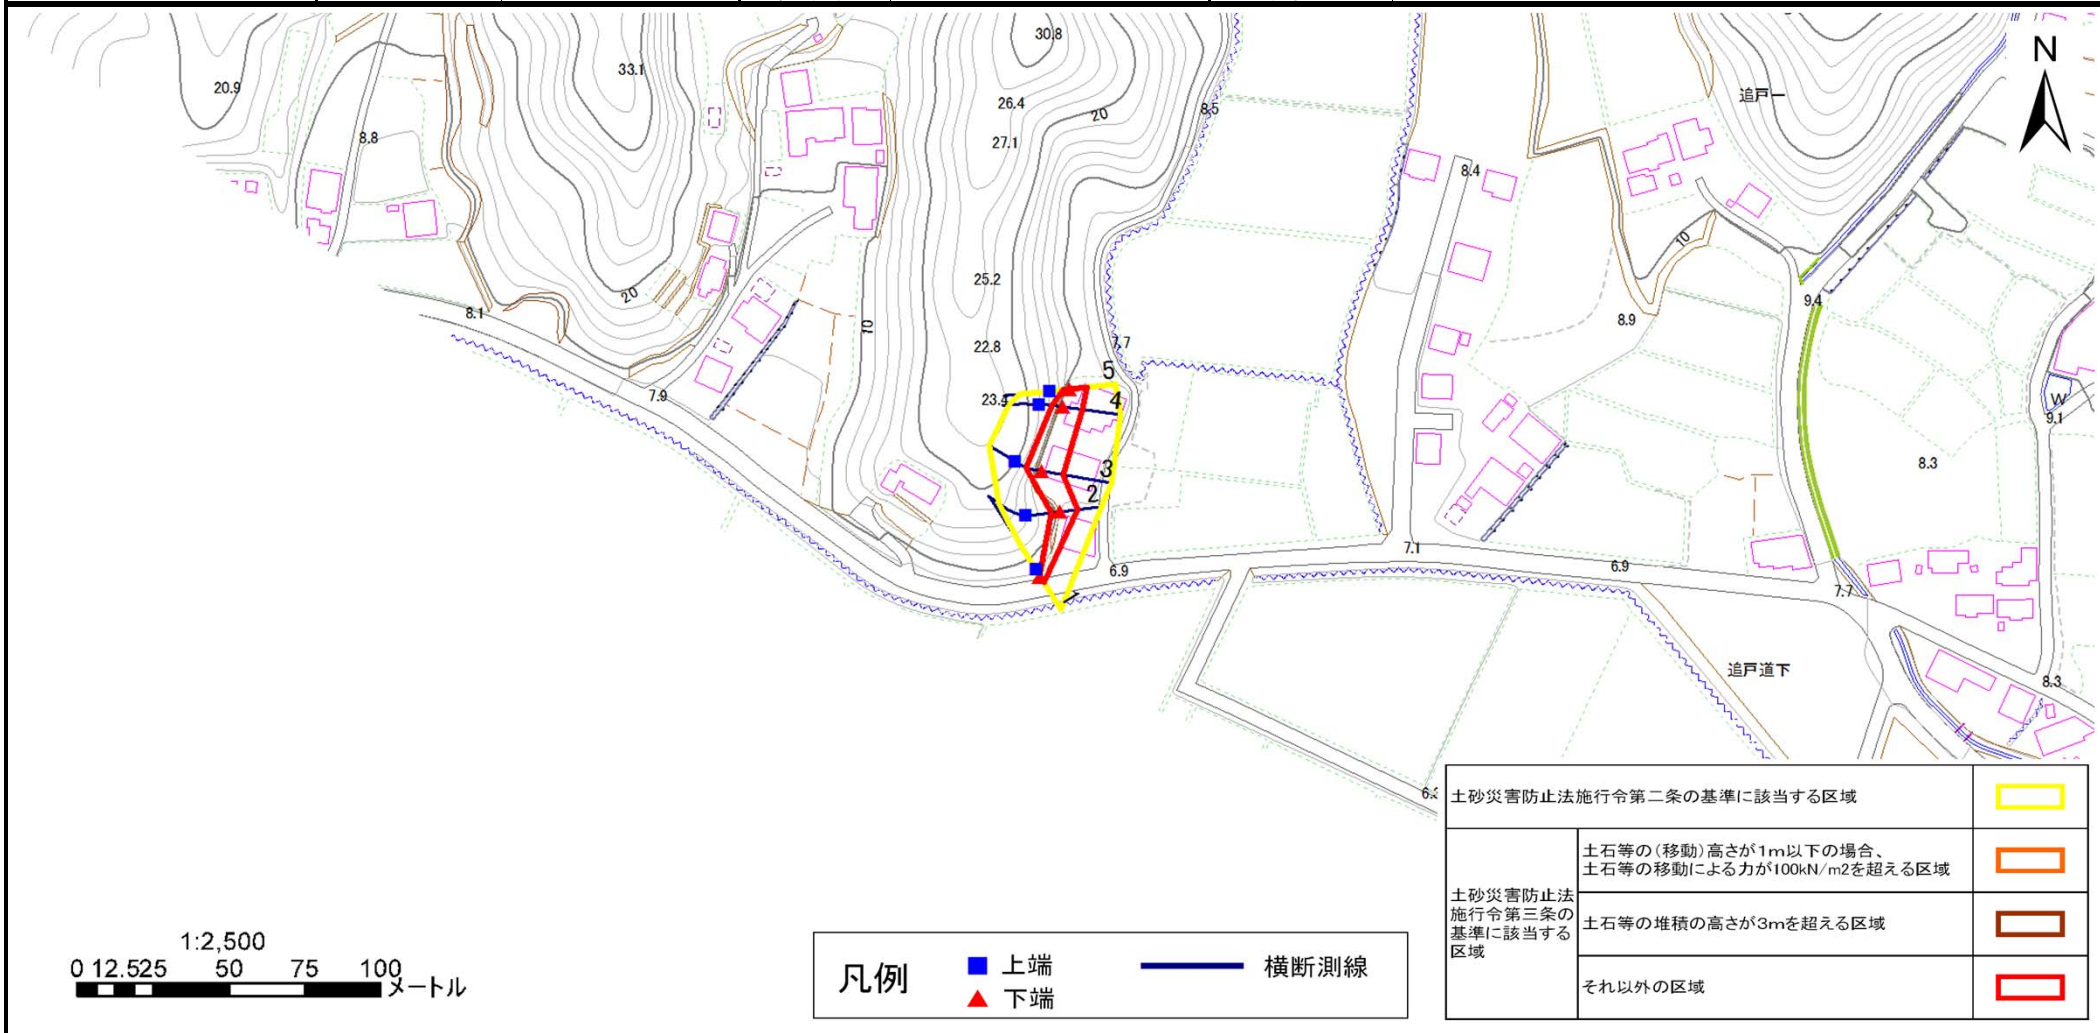 30.8
N
33.1
20.9
追戸一
26.4
20
8.5
27.1
8.8
8.4
10
25.2
20
9.4
8.1
10
8.9
22.8
7.7
5
7.9
23.4
4
W
9.1
3
8.3
2
7.1
6.9
6.9
7.7
1
追戸道下
8.3
土砂災害防止法施行令第二条の基準に該当する区域
土石等の(移動)高さが1m以下の場合、
土石等の移動による力が100kN/m2を超える区域
土砂災害防止法
施行令第三条の
基準に該当する
区域
土石等の堆積の高さが3mを超える区域
それ以外の区域
1:2,500
0 12.525 50 75 100
メートル
凡例
上端
下端
横断測線